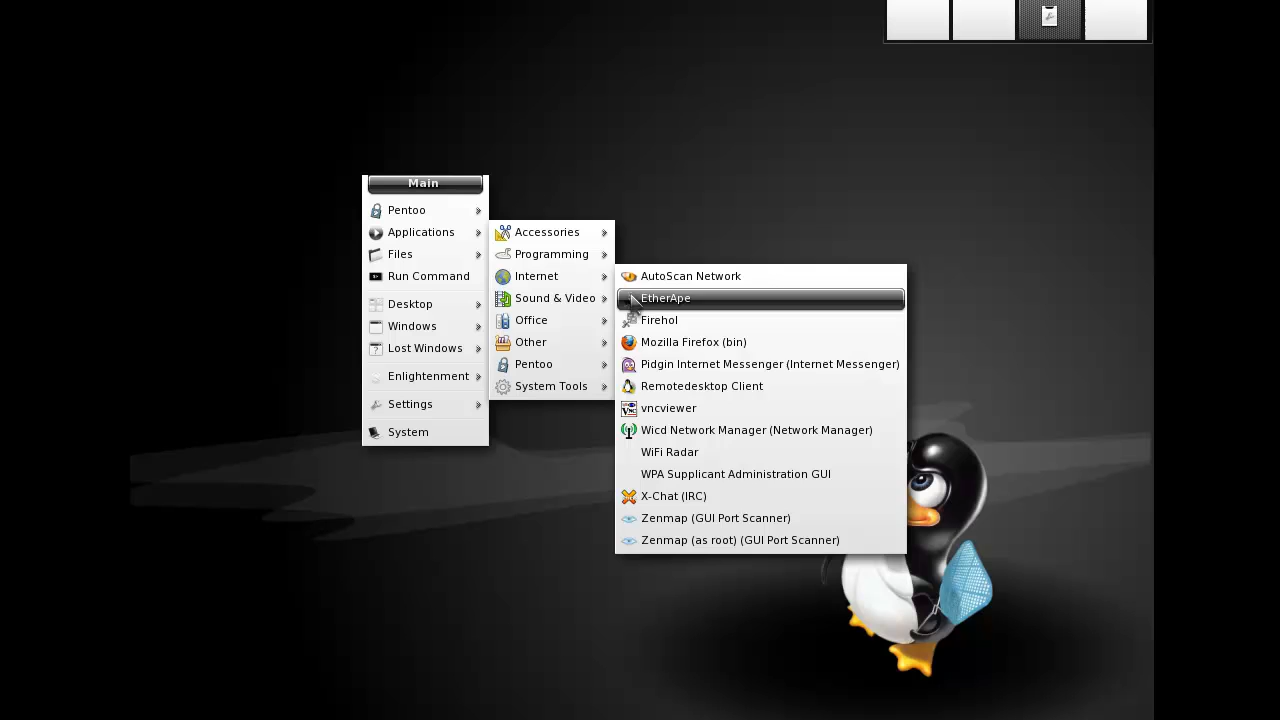 Main
Pentoo
Applications
Files
Run Command
Desktop
Windows
Lost Windows
Enlightenment
Settings
System
Accessories
Programming
Internet
Sound & Video
Office
Other
Pentoo
System Tools
AutoScan Network
EtherApe
Firehol
Mozilla Firefox (bin)
Pidgin Internet Messenger (Internet Messenger)
Remotedesktop Client
vncviewer
Wicd Network Manager (Network Manager)
WiFi Radar
WPA Supplicant Administration GUI
X-Chat (IRC)
Zenmap (GUI Port Scanner)
Zenmap (as root) (GUI Port Scanner)